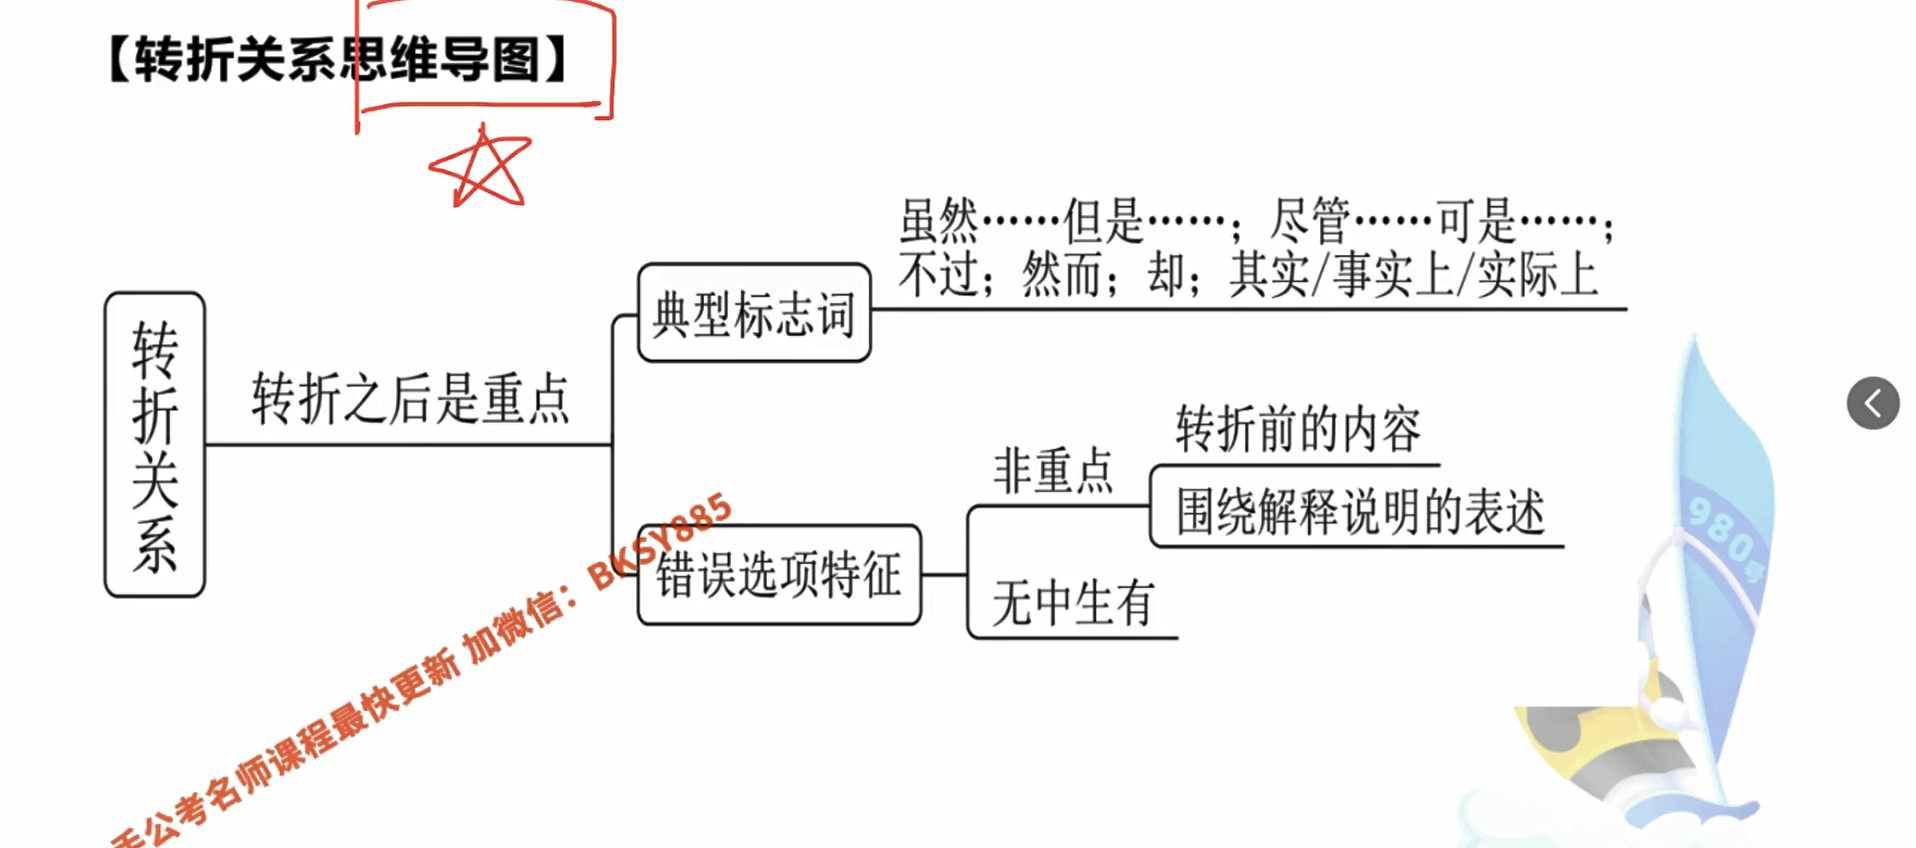 【转折关系思维导图】
虽然……但是……；尽管……可是……；
不过；然而；却；其实/事实上/实际上
典型标志词
转折关系
转折之后是重点
转折前的内容
非重点
围绕解释说明的表述
错误选项特征
无中生有
公考名师课程最快更新 加微信：BKSY885
980号